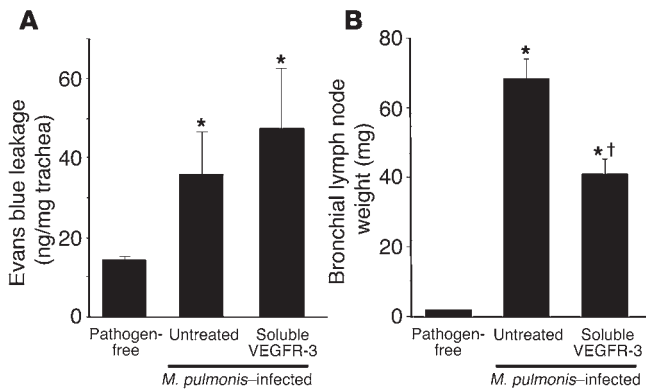 A
Evans blue leakage
(ng/mg trachea)
60
40
20
0
*
*
Pathogen-
free
Untreated
Soluble
VEGFR-3
M. pulmonis–infected
B
Bronchial lymph node
weight (mg)
80
60
40
20
0
*
*†
Pathogen-
free
Untreated
Soluble
VEGFR-3
M. pulmonis–infected